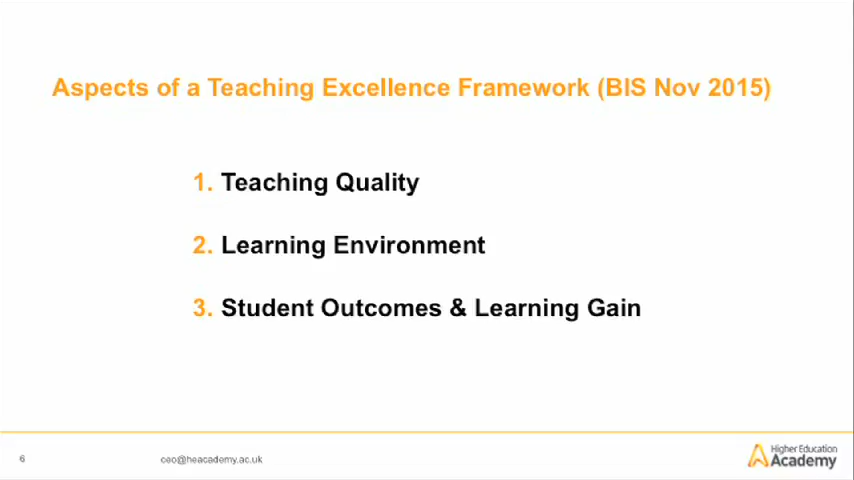 Aspects of a Teaching Excellence Framework (BIS Nov 2015)
1. Teaching Quality
2. Learning Environment
3. Student Outcomes & Learning Gain
6
ceo@heacademy.ac.uk
Higher Education
Academy